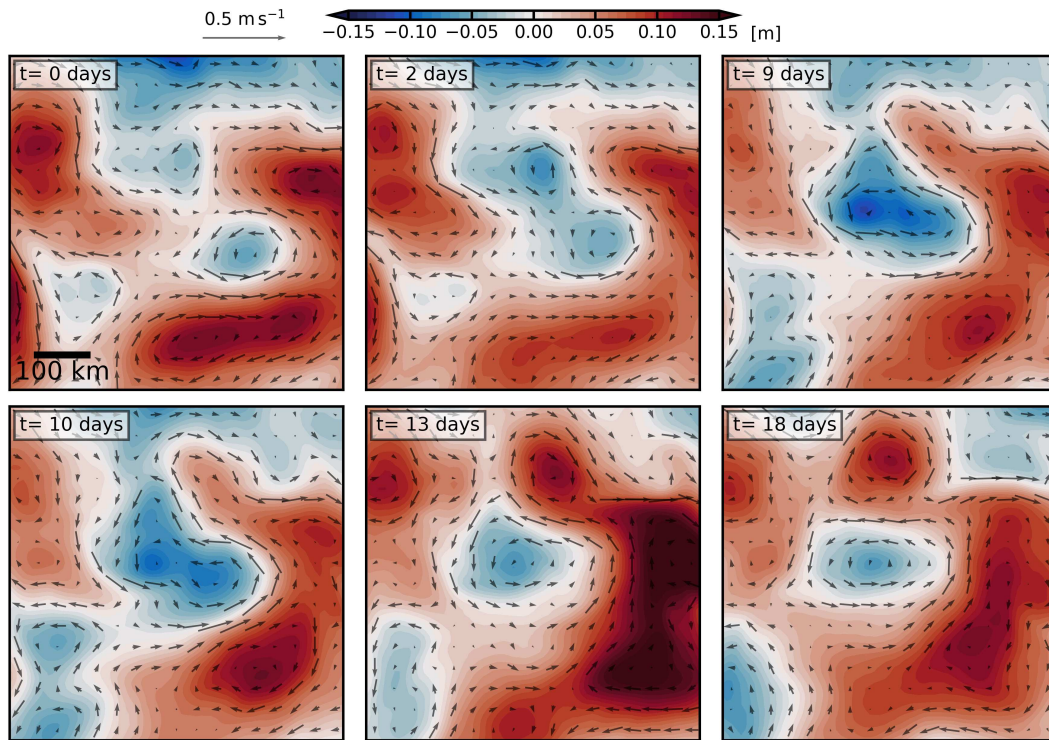 0.5 m s⁻¹
−0.15 −0.10 −0.05 0.00 0.05 0.10 0.15 [m]
t= 0 days
t= 2 days
t= 9 days
100 km
t= 10 days
t= 13 days
t= 18 days